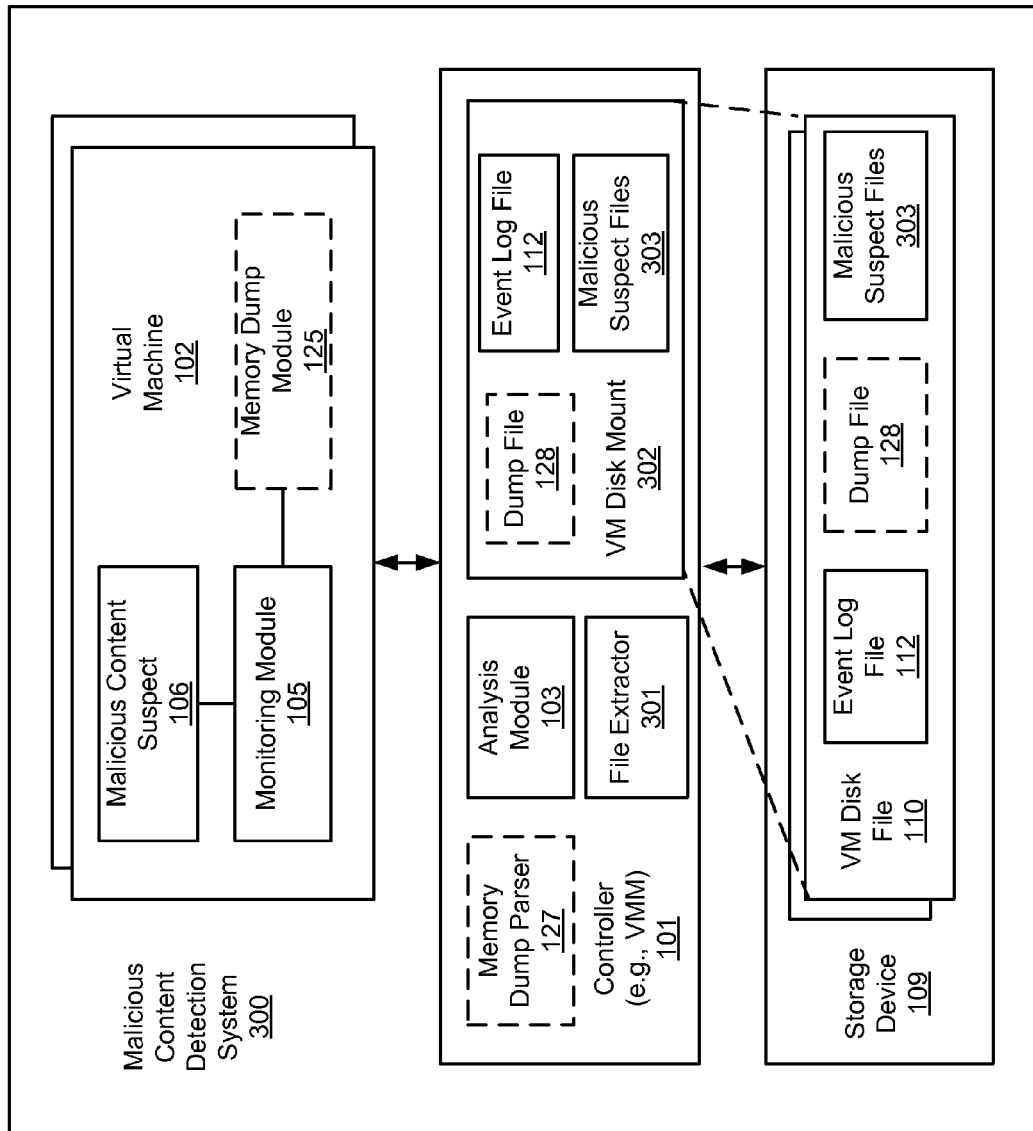 Malicious
Content
Detection
System
300
Virtual
Machine
102
Malicious Content
Suspect
106
Monitoring Module
105
Memory Dump
Module
125
Memory
Dump Parser
127
Controller
(e.g., VMM)
101
Analysis
Module
103
File Extractor
301
Dump File
128
VM Disk Mount
302
Event Log File
112
Malicious
Suspect Files
303
Storage
Device
109
VM Disk
File
110
Event Log
File
112
Dump File
128
Malicious
Suspect Files
303